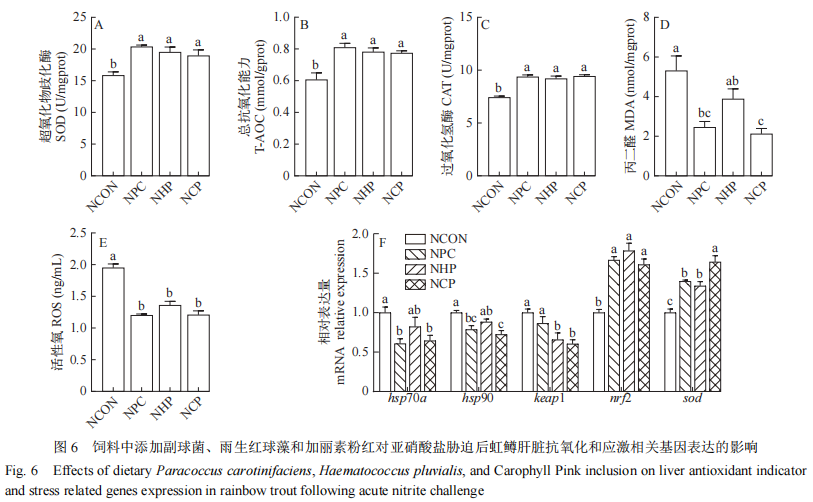 A
超氧化物歧化酶
SOD (U/mgprot)
25
20
15
10
5
0
b
a
a
a
NCON
NPC
NHP
NCP
B
总抗氧化能力
T-AOC (mmol/gprot)
1.0
0.8
0.6
0.4
0.2
0
b
a
a
a
NCON
NPC
NHP
NCP
C
过氧化氢酶 CAT (U/mgprot)
15
10
5
0
b
a
a
a
NCON
NPC
NHP
NCP
D
丙二醛 MDA (nmol/mgprot)
8
6
4
2
0
a
bc
ab
c
NCON
NPC
NHP
NCP
E
活性氧 ROS (ng/mL)
2.5
2.0
1.5
1.0
0.5
0
a
b
b
b
NCON
NPC
NHP
NCP
F
相对表达量
mRNA relative expression
2.0
1.5
1.0
0.5
0
NCON
NPC
NHP
NCP
a
b
ab
b
a
bc
ab
c
a
a
b
b
b
a
a
a
c
b
b
a
hsp70a
hsp90
keap1
nrf2
sod
图 6 饲料中添加副球菌、雨生红球藻和加丽素粉红对亚硝酸盐胁迫后虹鳟肝脏抗氧化和应激相关基因表达的影响
Fig. 6 Effects of dietary Paracoccus carotinifaciens, Haematococcus pluvialis, and Carophyll Pink inclusion on liver antioxidant indicator
and stress related genes expression in rainbow trout following acute nitrite challenge